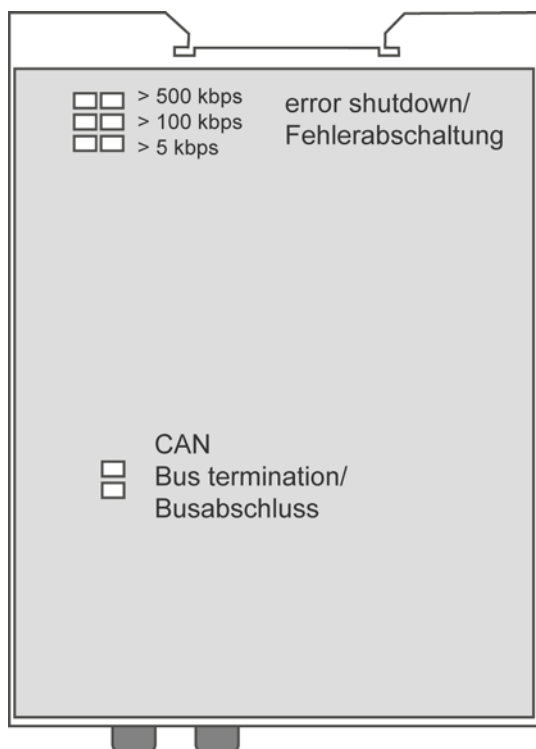 > 500 kbps
> 100 kbps
> 5 kbps
error shutdown/
Fehlerabschaltung
CAN
Bus termination/
Busabschluss